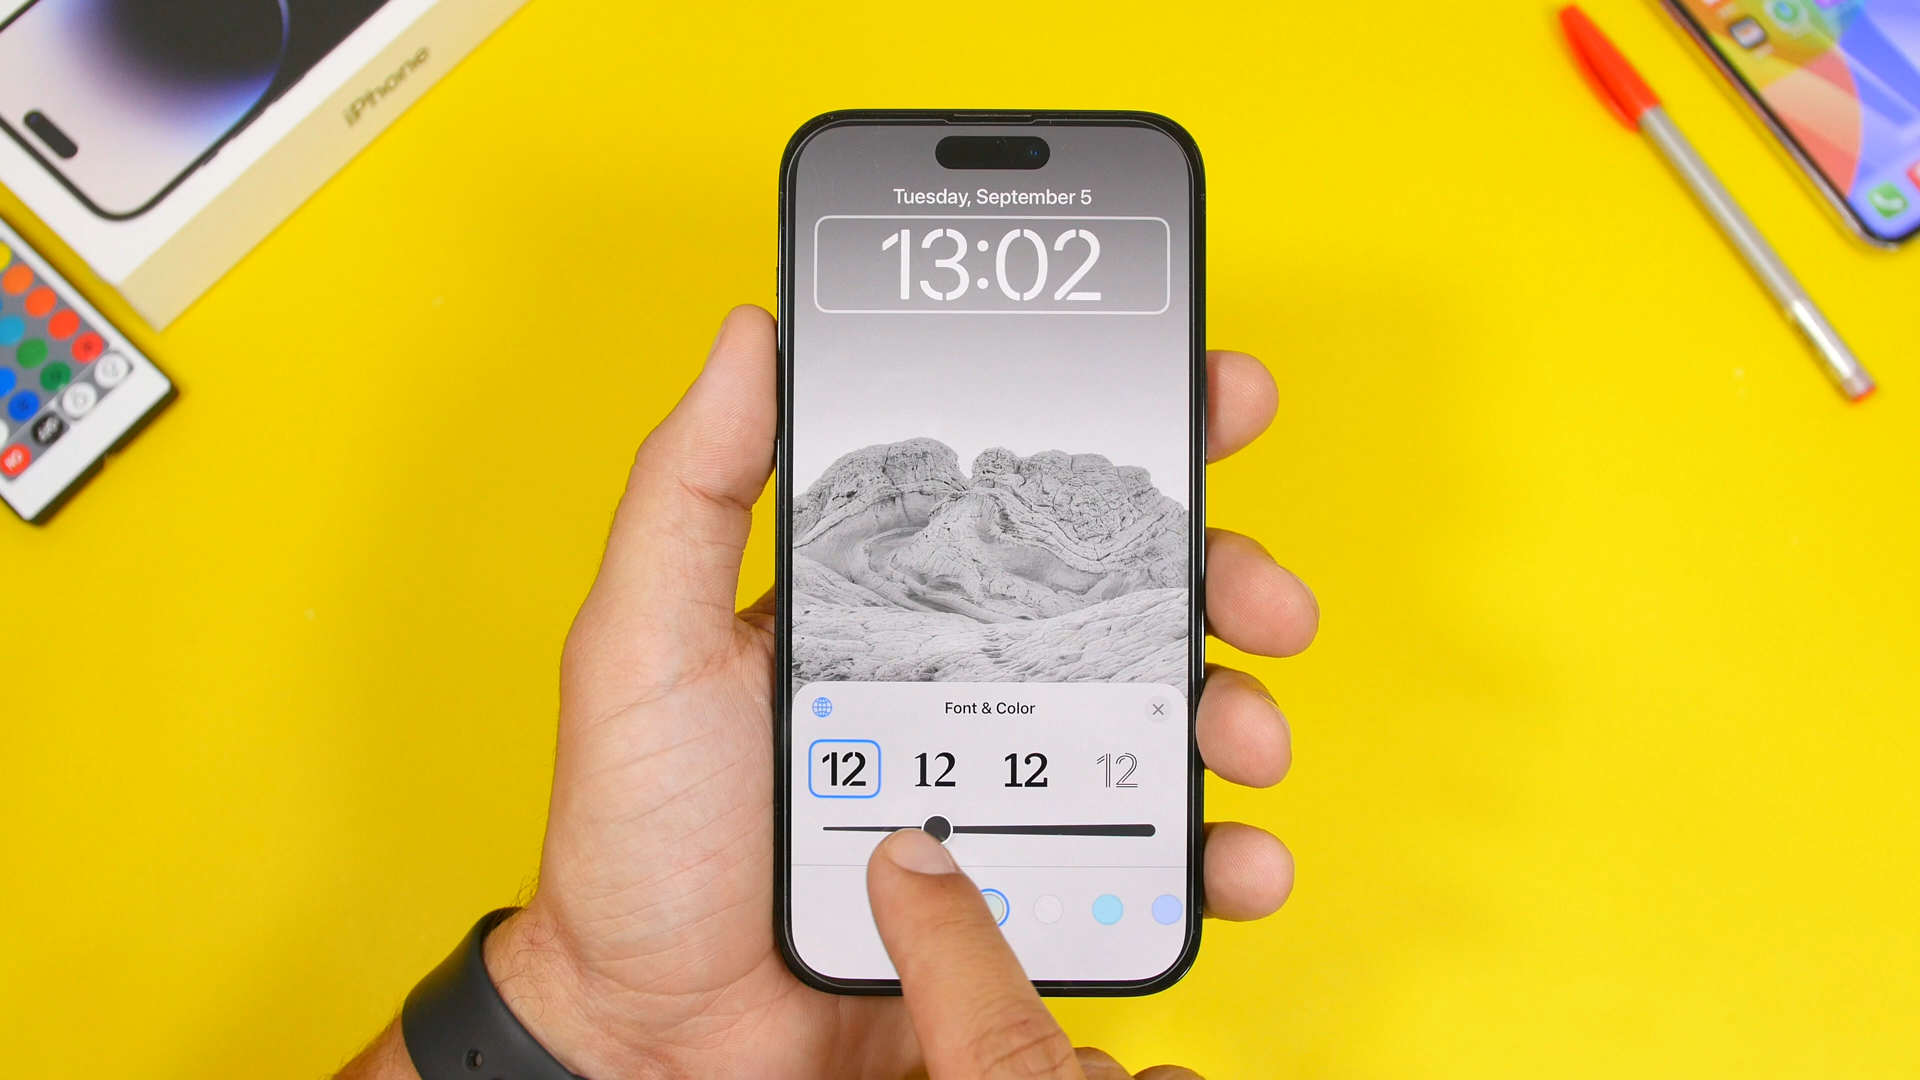 iPhone
Tuesday, September 5
13:02
Font & Color
12 12 12 12